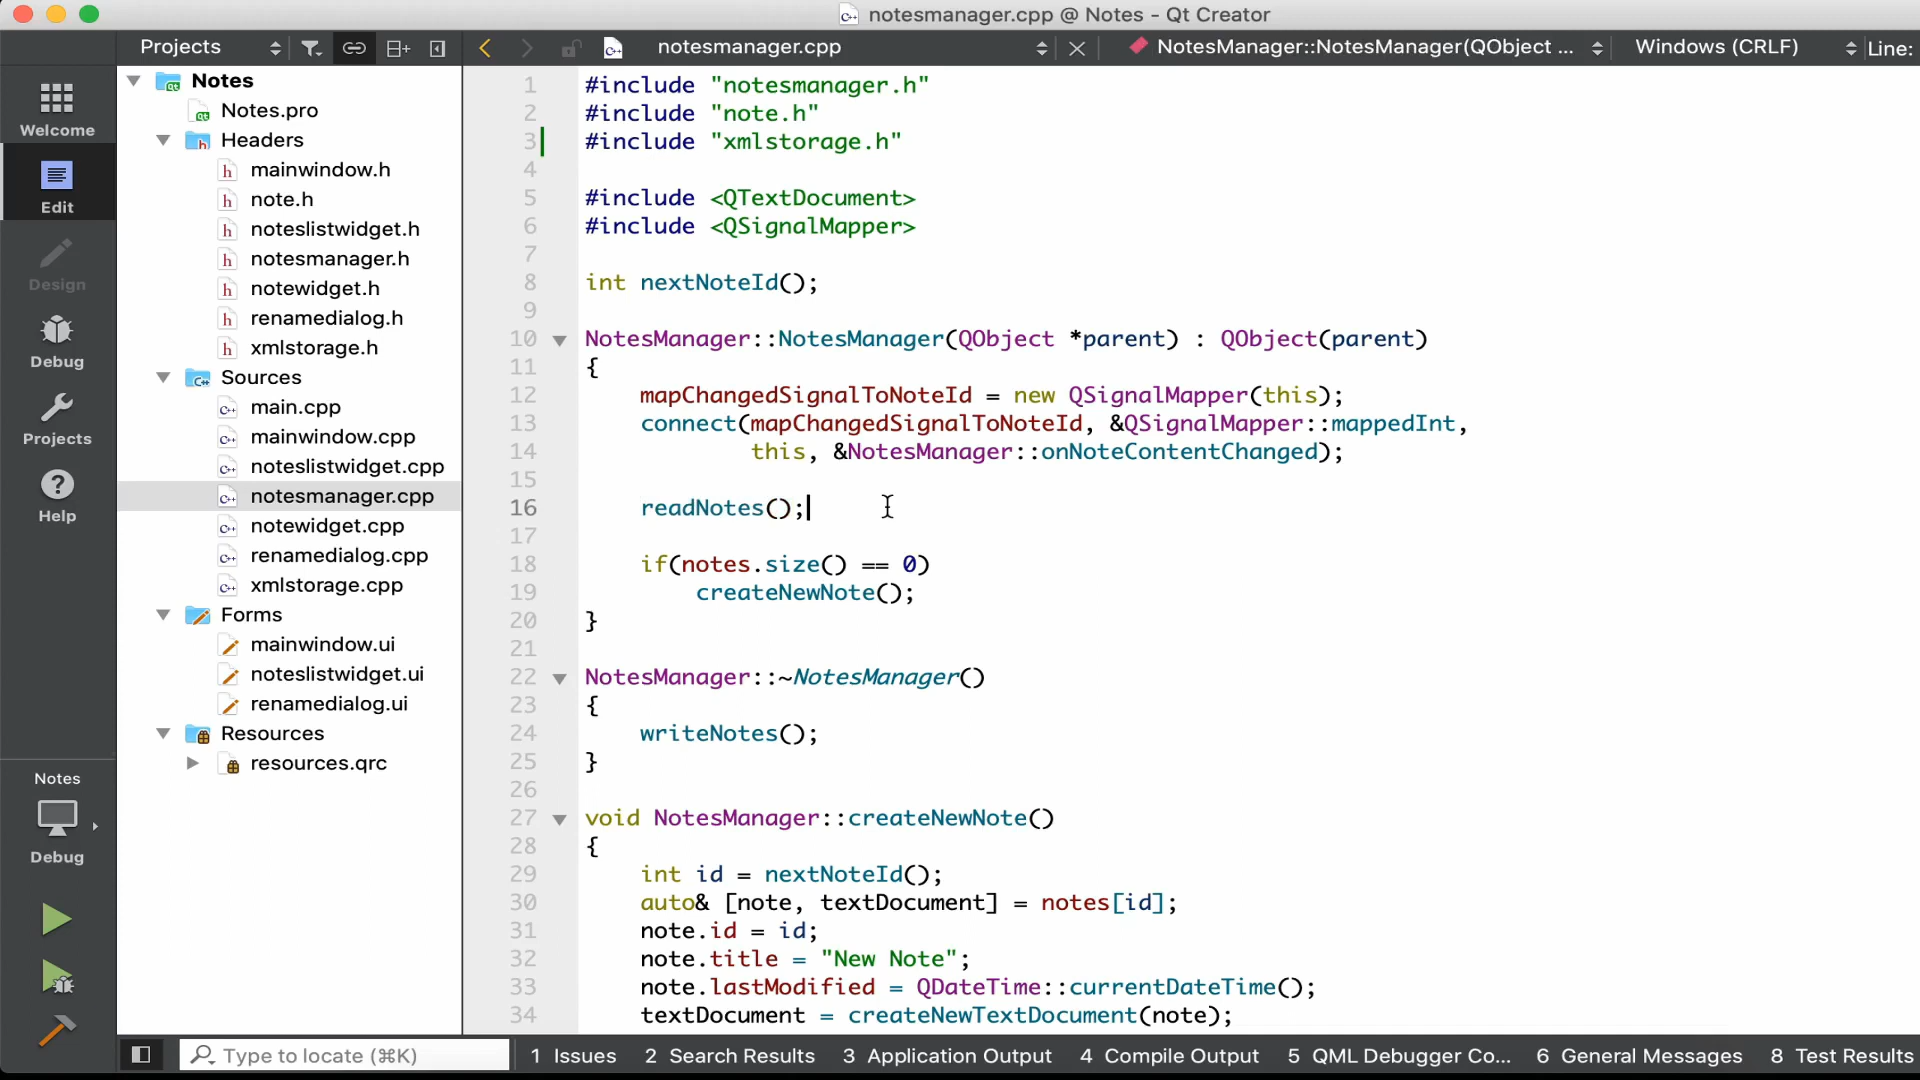 notesmanager.cpp @ Notes - Qt Creator
Projects
notesmanager.cpp
NotesManager::NotesManager(QObject ...
Windows (CRLF)
Line:
Welcome
Edit
Design
Debug
Projects
Help
Notes
Debug
Notes
Notes.pro
Headers
mainwindow.h
note.h
noteslistwidget.h
notesmanager.h
notewidget.h
renamedialog.h
xmlstorage.h
Sources
main.cpp
mainwindow.cpp
noteslistwidget.cpp
notesmanager.cpp
notewidget.cpp
renamedialog.cpp
xmlstorage.cpp
Forms
mainwindow.ui
noteslistwidget.ui
renamedialog.ui
Resources
resources.qrc
1 #include "notesmanager.h"
2 #include "note.h"
3 #include "xmlstorage.h"
4
5 #include <QTextDocument>
6 #include <QSignalMapper>
7
8 int nextNoteId();
9
10 NotesManager::NotesManager(QObject *parent) : QObject(parent)
11 {
12     mapChangedSignalToNoteId = new QSignalMapper(this);
13     connect(mapChangedSignalToNoteId, &QSignalMapper::mappedInt,
14             this, &NotesManager::onNoteContentChanged);
15
16     readNotes();
17
18     if(notes.size() == 0)
19         createNewNote();
20 }
21
22 NotesManager::~NotesManager()
23 {
24     writeNotes();
25 }
26
27 void NotesManager::createNewNote()
28 {
29     int id = nextNoteId();
30     auto& [note, textDocument] = notes[id];
31     note.id = id;
32     note.title = "New Note";
33     note.lastModified = QDateTime::currentDateTime();
34     textDocument = createNewTextDocument(note);
Type to locate (⌘K)
1 Issues
2 Search Results
3 Application Output
4 Compile Output
5 QML Debugger Co...
6 General Messages
8 Test Results